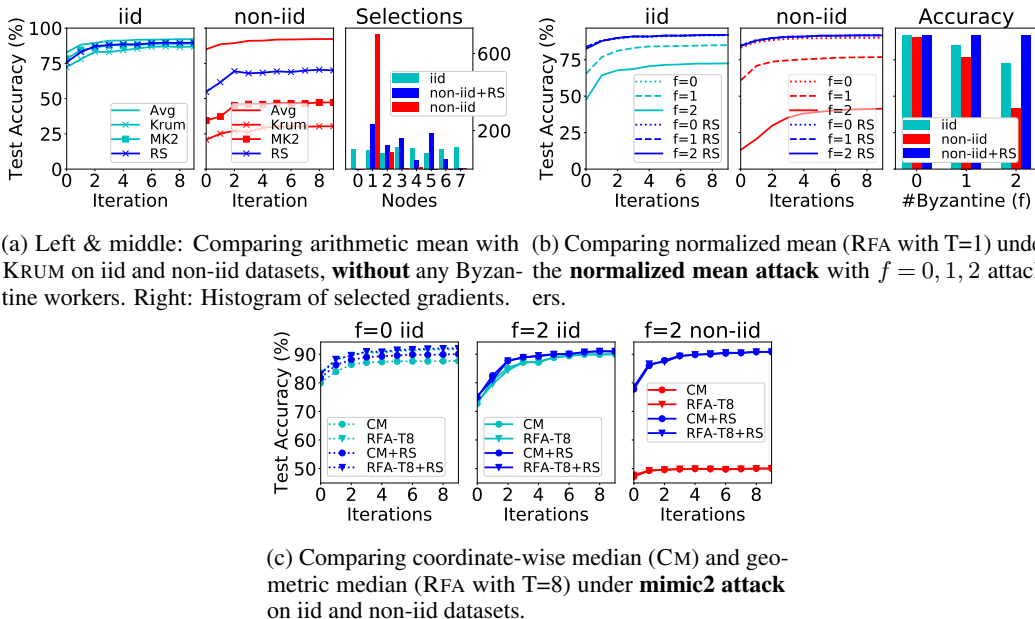 iid
non-iid
Selections
Test Accuracy (%)
100
75
50
25
0
Avg
Krum
MK2
RS
0 2 4 6 8
Iteration
Avg
Krum
MK2
RS
0 2 4 6 8
Iteration
iid
non-iid+RS
non-iid
600
200
0 1 2 3 4 5 6 7
Nodes
iid
non-iid
Accuracy
Test Accuracy (%)
75
50
25
0
f=0
f=1
f=2
f=0 RS
f=1 RS
f=2 RS
0 2 4 6 8
Iterations
f=0
f=1
f=2
f=0 RS
f=1 RS
f=2 RS
0 2 4 6 8
Iterations
iid
non-iid
non-iid+RS
0 1 2
#Byzantine (f)
(a) Left & middle: Comparing arithmetic mean with
KRUM on iid and non-iid datasets, without any Byzan-
tine workers. Right: Histogram of selected gradients.
(b) Comparing normalized mean (RFA with T=1) unde
the normalized mean attack with f = 0, 1, 2 attack
ers.
f=0 iid
f=2 iid
f=2 non-iid
Test Accuracy (%)
90
80
70
60
50
CM
RFA-T8
CM+RS
RFA-T8+RS
0 2 4 6 8
Iterations
CM
RFA-T8
CM+RS
RFA-T8+RS
0 2 4 6 8
Iterations
CM
RFA-T8
CM+RS
RFA-T8+RS
0 2 4 6 8
Iterations
(c) Comparing coordinate-wise median (CM) and geo-
metric median (RFA with T=8) under mimic2 attack
on iid and non-iid datasets.